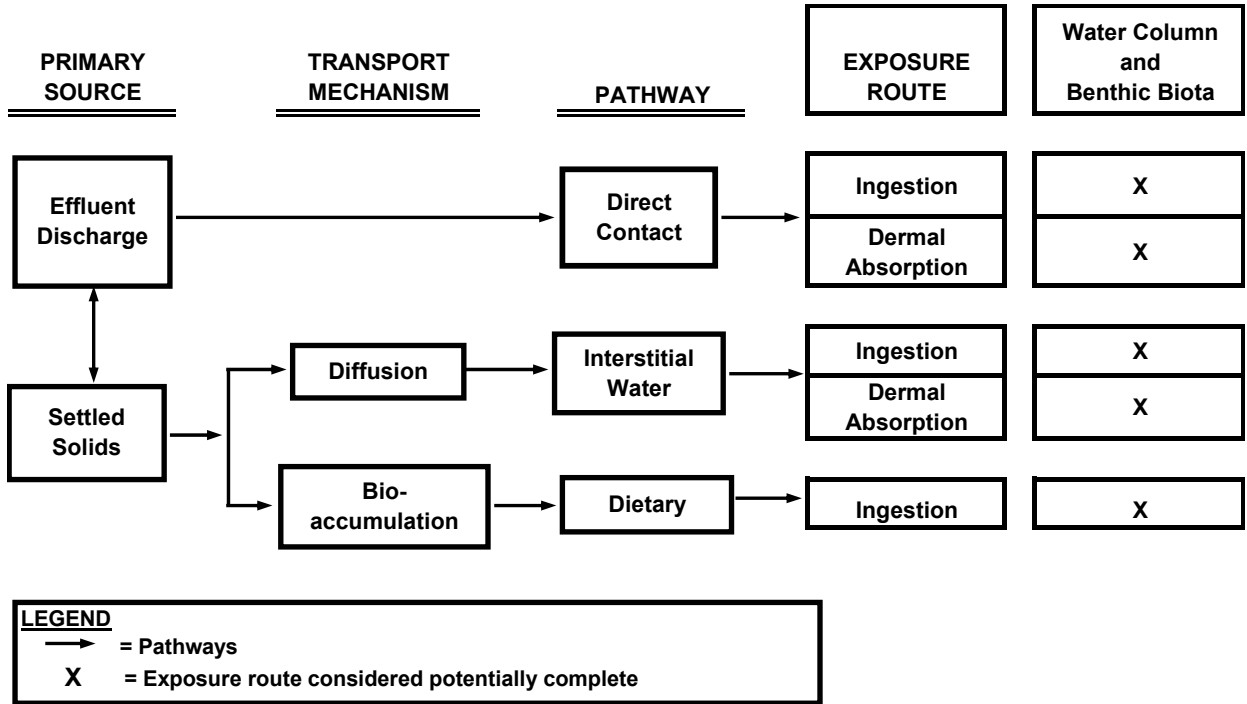 PRIMARY
SOURCE
TRANSPORT
MECHANISM
PATHWAY
EXPOSURE
ROUTE
Water Column
and
Benthic Biota
Effluent
Discharge
Direct
Contact
Ingestion
X
Dermal
Absorption
X
Settled
Solids
Diffusion
Interstitial
Water
Ingestion
X
Dermal
Absorption
X
Bio-
accumulation
Dietary
Ingestion
X
LEGEND
= Pathways
X = Exposure route considered potentially complete